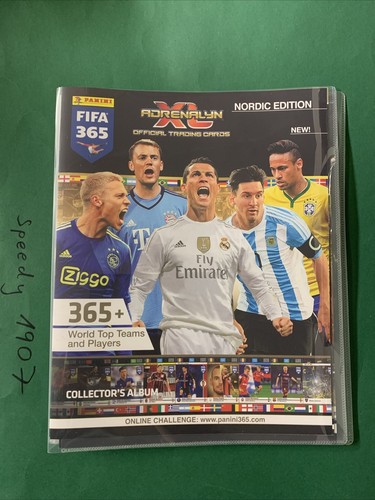 PANINI
FIFA
365
ADRENALYN
XL
OFFICIAL TRADING CARDS
NORDIC EDITION
NEW!
Ziggo
Fly
Emirates
365+
World Top Teams
and Players
COLLECTOR'S ALBUM
ONLINE CHALLENGE: www.panini365.com
Speedy 1907